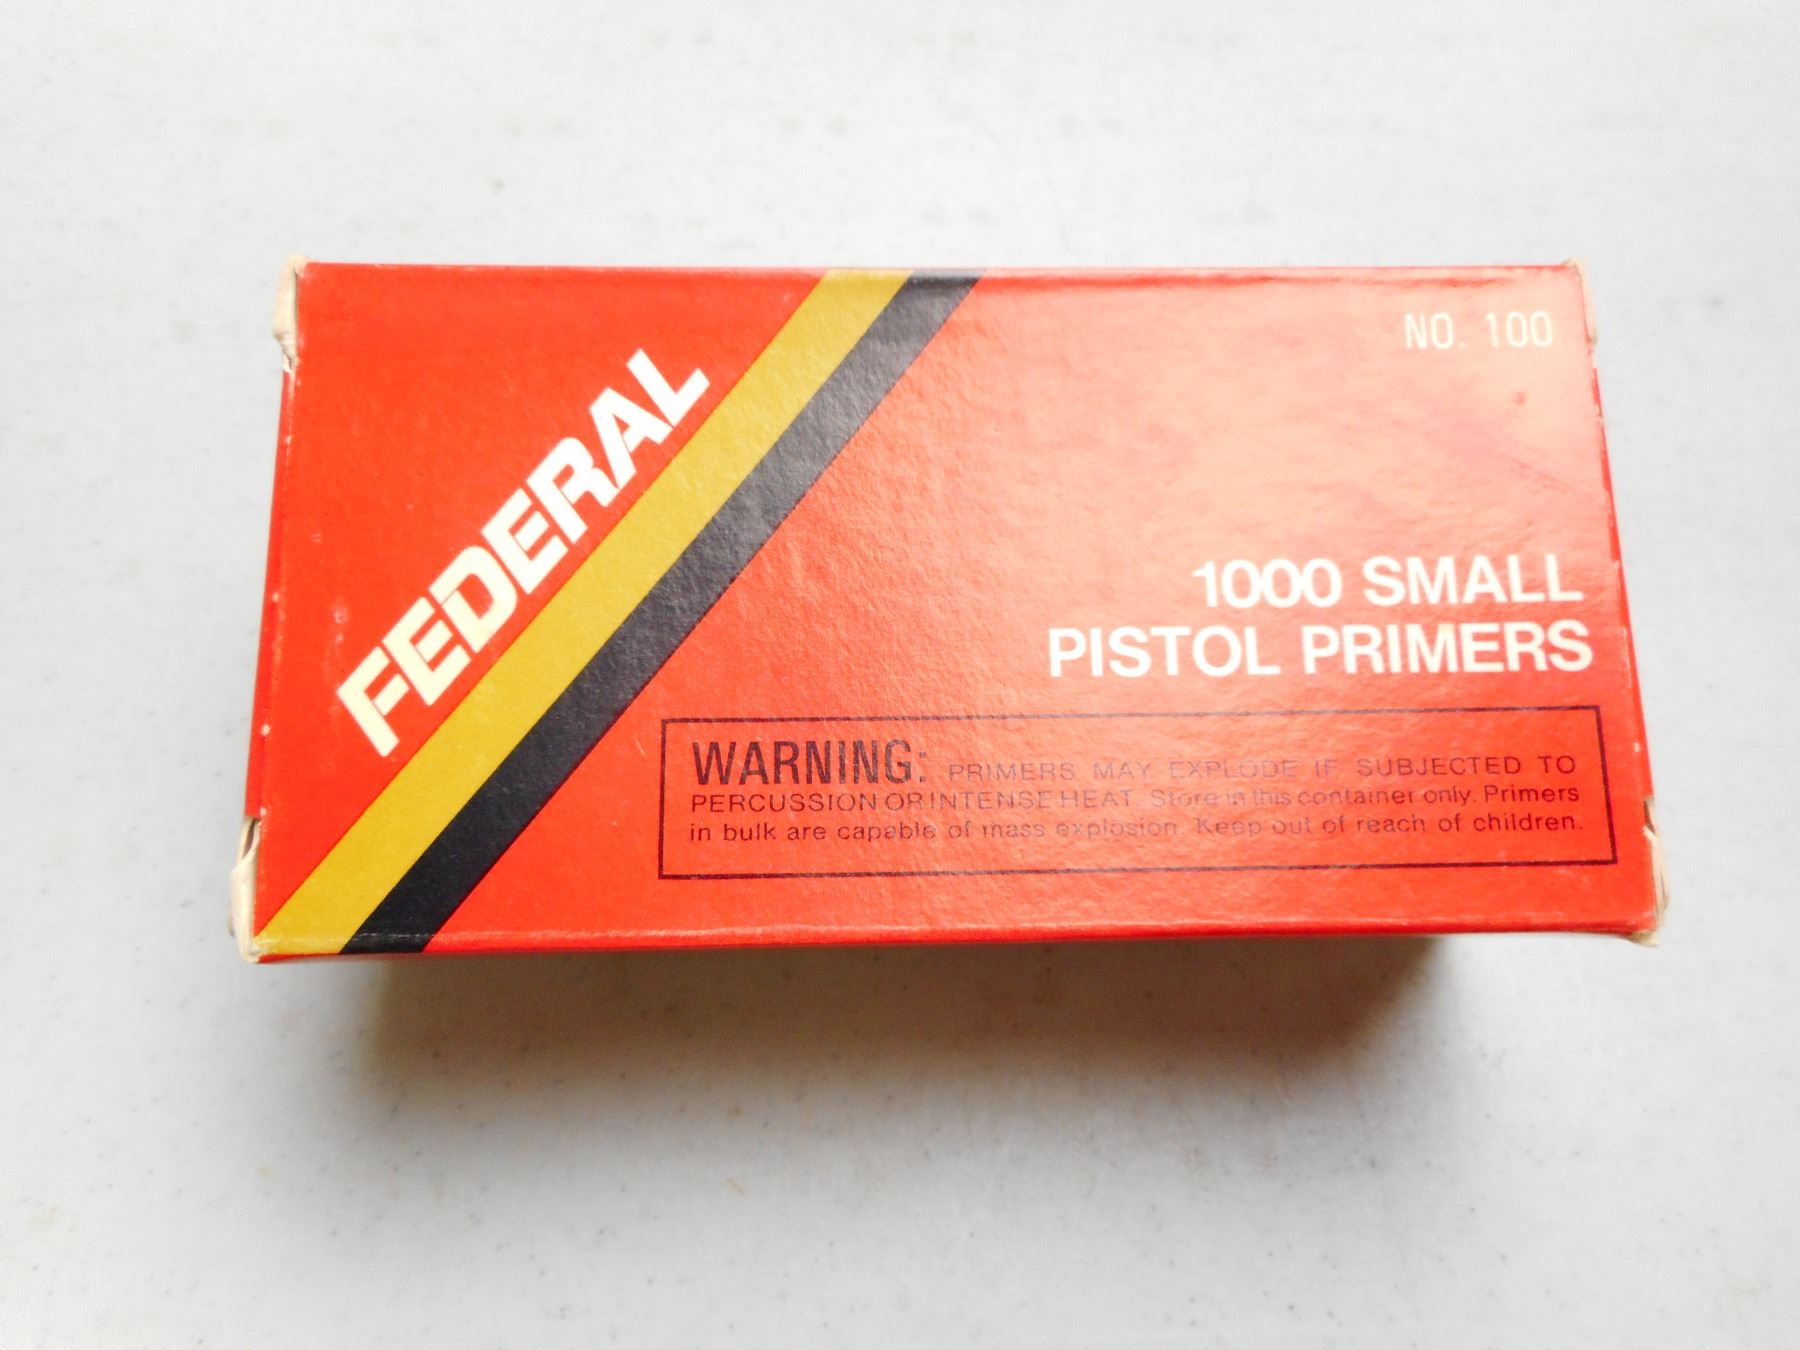 FEDERAL
NO. 100
1000 SMALL
PISTOL PRIMERS
WARNING: PRIMERS MAY EXPLODE IF SUBJECTED TO
PERCUSSION OR INTENSE HEAT. Store in this container only. Primers
in bulk are capable of mass explosion. Keep out of reach of children.